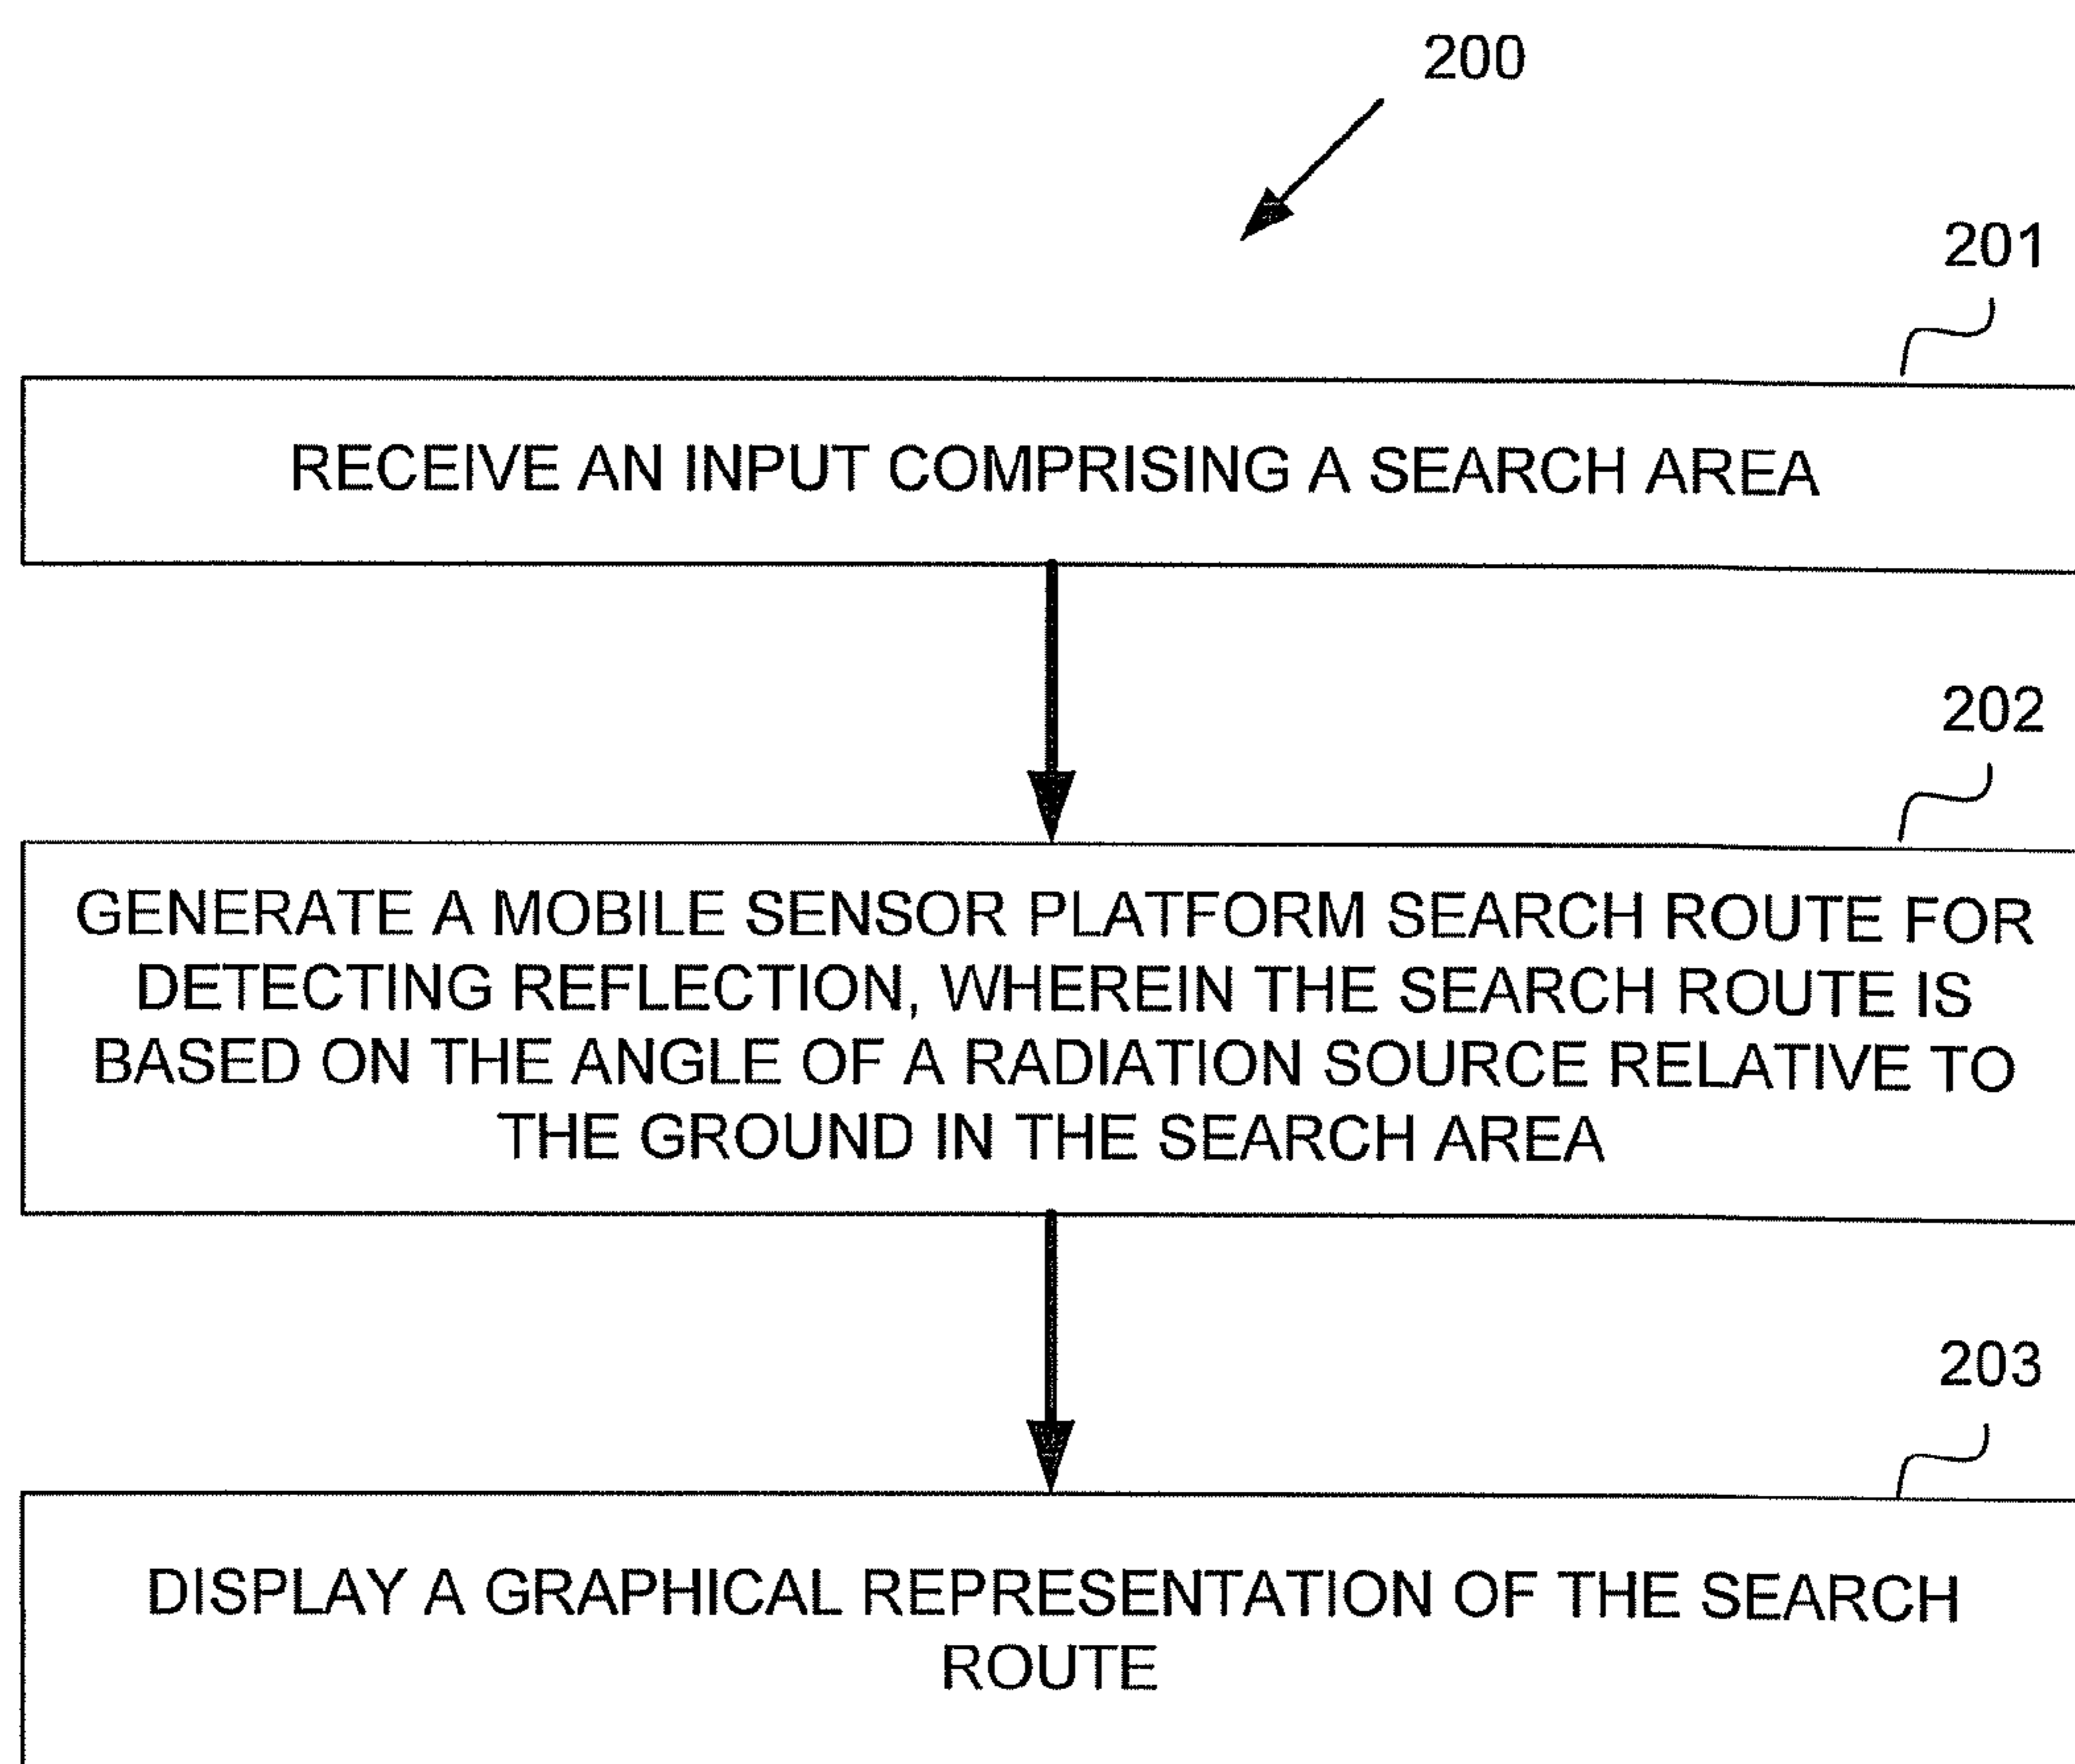 200
201
RECEIVE AN INPUT COMPRISING A SEARCH AREA
202
GENERATE A MOBILE SENSOR PLATFORM SEARCH ROUTE FOR
DETECTING REFLECTION, WHEREIN THE SEARCH ROUTE IS
BASED ON THE ANGLE OF A RADIATION SOURCE RELATIVE TO
THE GROUND IN THE SEARCH AREA
203
DISPLAY A GRAPHICAL REPRESENTATION OF THE SEARCH
ROUTE